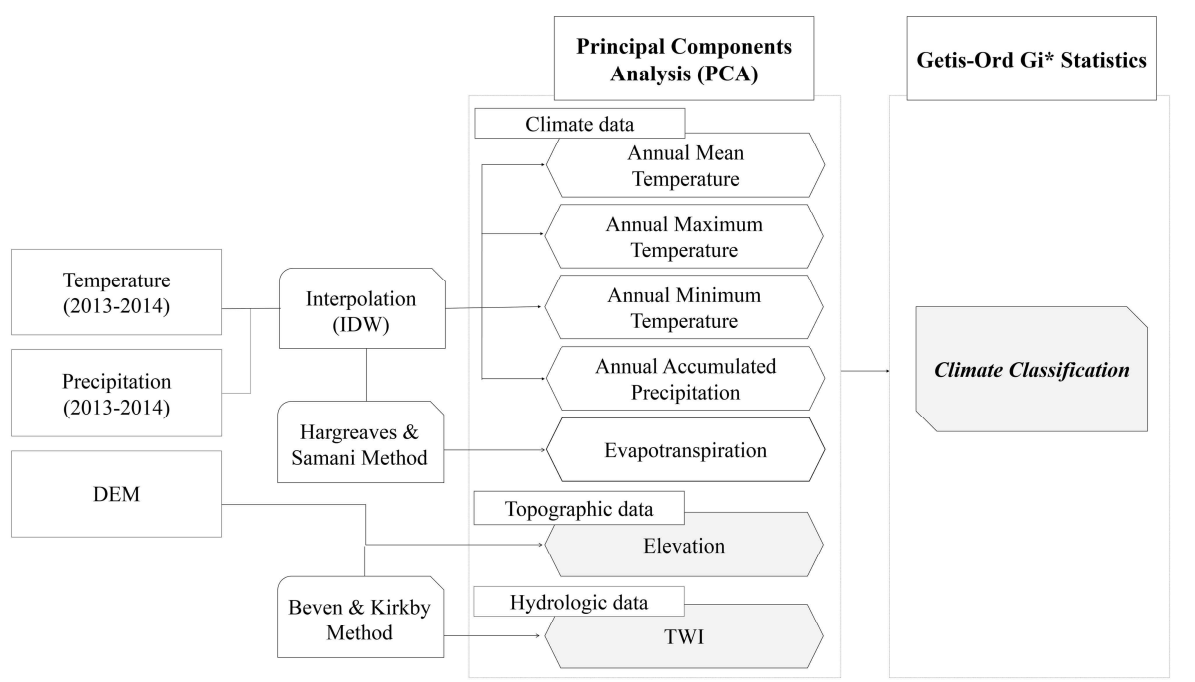 Principal Components
Analysis (PCA)
Getis-Ord Gi* Statistics
Climate data
Annual Mean
Temperature
Annual Maximum
Temperature
Temperature
(2013-2014)
Interpolation
(IDW)
Annual Minimum
Temperature
Precipitation
(2013-2014)
Annual Accumulated
Precipitation
Climate Classification
Hargreaves &
Samani Method
Evapotranspiration
DEM
Topographic data
Elevation
Beven & Kirkby
Method
Hydrologic data
TWI